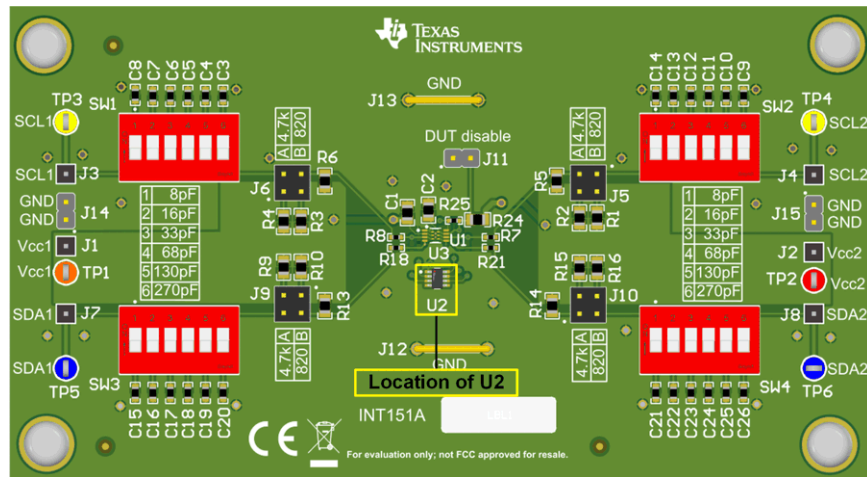 TEXAS
INSTRUMENTS
C8 C7 C6 C5 C4 C3
C14 C13 C12 C11 C10 C9
TP3
SW1
SCL1
GND
J13
A 4.7k
B 820
DUT disable
J11
A 4.7k
B 820
SW2
TP4
SCL2
SCL1
J3
J6
R6
R4
R3
C1
C2
R25
R24
R5
J5
R2
R1
J4
SCL2
GND
GND
J14
1 8pF
2 16pF
3 33pF
4 68pF
5 130pF
6 270pF
1 8pF
2 16pF
3 33pF
4 68pF
5 130pF
6 270pF
GND
GND
J15
Vcc1
J1
Vcc1
TP1
R8
R18
U3
U1
R7
R21
J2
Vcc2
TP2
Vcc2
R9
R10
J9
R13
U2
R15
R16
R14
J10
SDA1
J7
J8
SDA2
4.7k A
820 B
J12
GND
4.7k A
820 B
Location of U2
SDA1
TP5
SW3
SW4
TP6
SDA2
C15 C16 C17 C18 C19 C20
INT151A
LBL1
C21 C22 C23 C24 C25 C26
CE
For evaluation only; not FCC approved for resale.